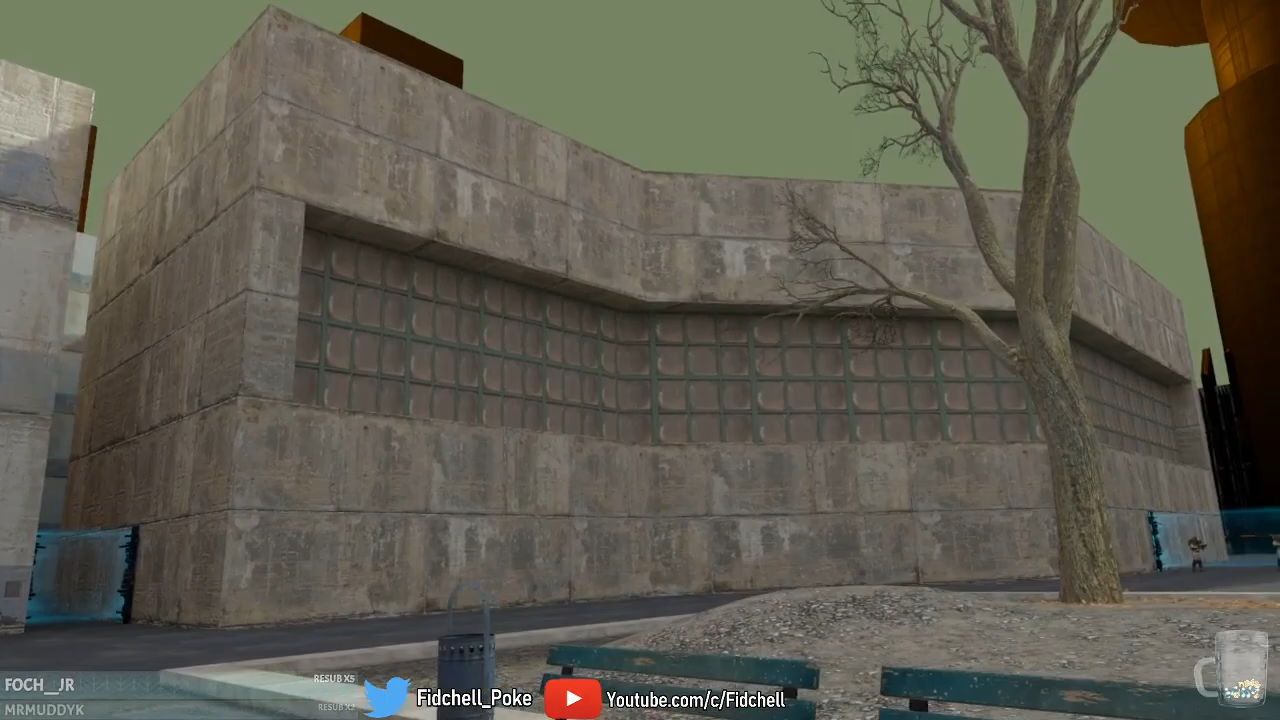 FOCH__JR
RESUB X5
MRMUDDYK
RESUB X2
Fidchell_Poke
Youtube.com/c/Fidchell